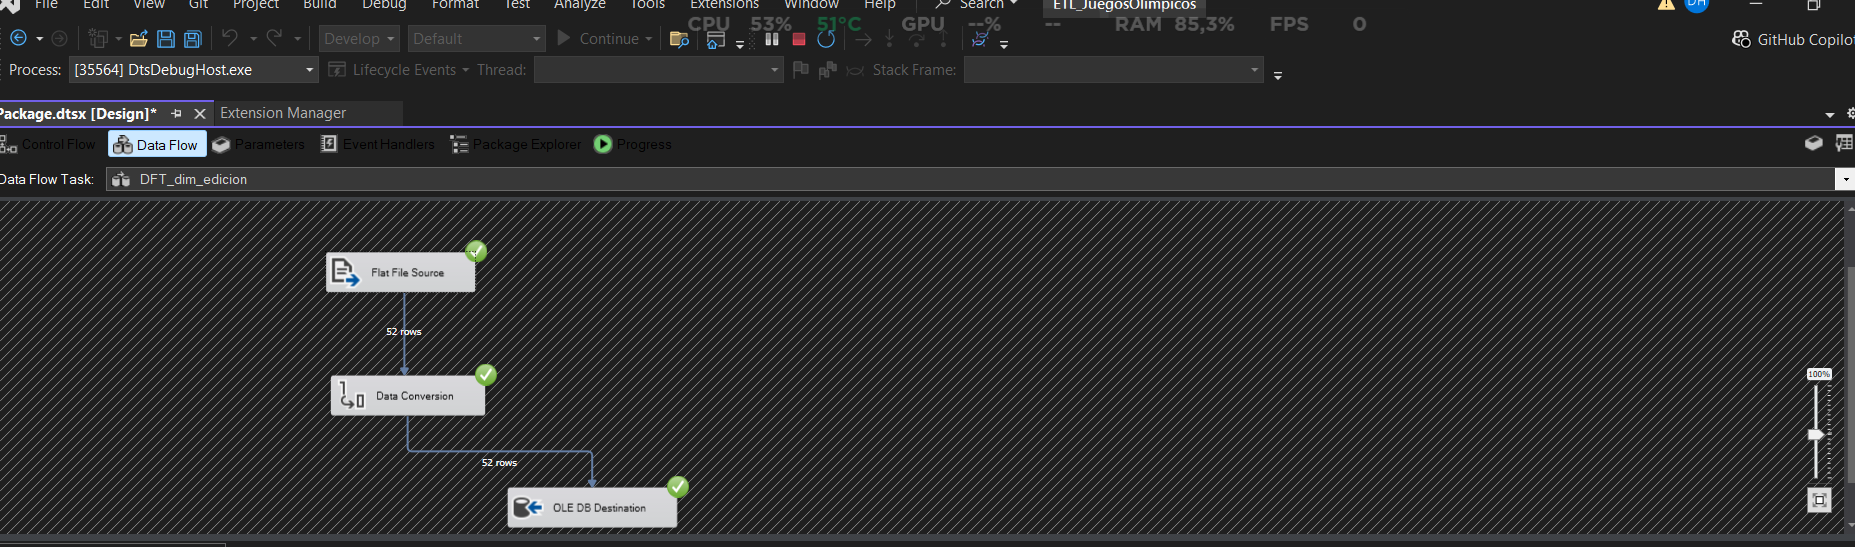 File Edit View Git Project Build Debug Format Test Analyze Tools Extensions Window Help Search ETL_JuegosOlimpicos DH
CPU 53% 51°C GPU --% -- RAM 85,3% FPS 0
Develop Default Continue GitHub Copilot
Process: [35564] DtsDebugHost.exe Lifecycle Events Thread: Stack Frame:
Package.dtsx [Design]* Extension Manager
Control Flow Data Flow Parameters Event Handlers Package Explorer Progress
Data Flow Task: DFT_dim_edicion
Flat File Source
52 rows
100%
Data Conversion
52 rows
OLE DB Destination